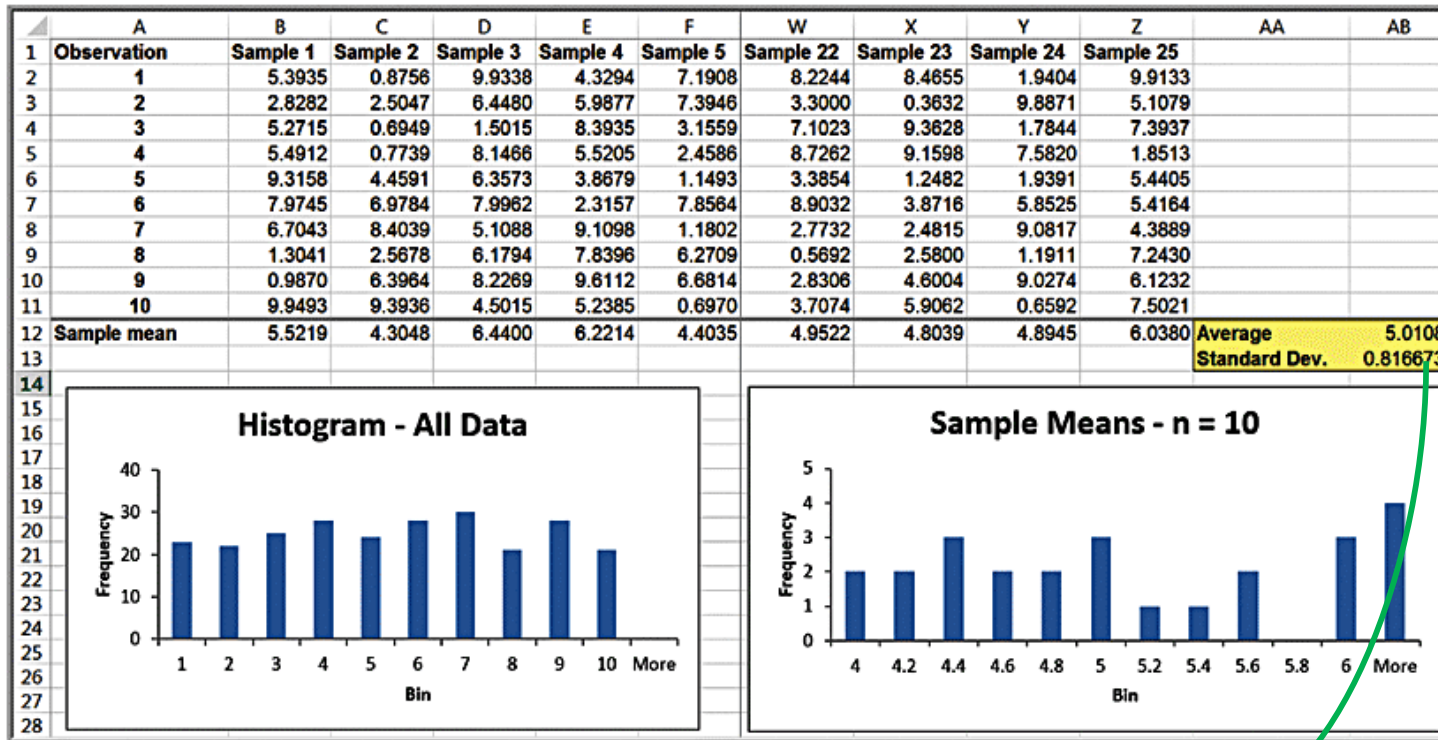 A B C D E F W X Y Z AA AB
1 Observation Sample 1 Sample 2 Sample 3 Sample 4 Sample 5 Sample 22 Sample 23 Sample 24 Sample 25
2 1 5.3935 0.8756 9.9338 4.3294 7.1908 8.2244 8.4655 1.9404 9.9133
3 2 2.8282 2.5047 6.4480 5.9877 7.3946 3.3000 0.3632 9.8871 5.1079
4 3 5.2715 0.6949 1.5015 8.3935 3.1559 7.1023 9.3628 1.7844 7.3937
5 4 5.4912 0.7739 8.1466 5.5205 2.4586 8.7262 9.1598 7.5820 1.8513
6 5 9.3158 4.4591 6.3573 3.8679 1.1493 3.3854 1.2482 1.9391 5.4405
7 6 7.9745 6.9784 7.9962 2.3157 7.8564 8.9032 3.8716 5.8525 5.4164
8 7 6.7043 8.4039 5.1088 9.1098 1.1802 2.7732 2.4815 9.0817 4.3889
9 8 1.3041 2.5678 6.1794 7.8396 6.2709 0.5692 2.5800 1.1911 7.2430
10 9 0.9870 6.3964 8.2269 9.6112 6.6814 2.8306 4.6004 9.0274 6.1232
11 10 9.9493 9.3936 4.5015 5.2385 0.6970 3.7074 5.9062 0.6592 7.5021
12 Sample mean 5.5219 4.3048 6.4400 6.2214 4.4035 4.9522 4.8039 4.8945 6.0380 Average 5.0108
13 Standard Dev. 0.816673
14
15
16
17
18
19
20
21
22
23
24
25
26
27
28
Histogram - All Data
Frequency
40
30
20
10
0
1 2 3 4 5 6 7 8 9 10 More
Bin
Sample Means - n = 10
Frequency
5
4
3
2
1
0
4 4.2 4.4 4.6 4.8 5 5.2 5.4 5.6 5.8 6 More
Bin